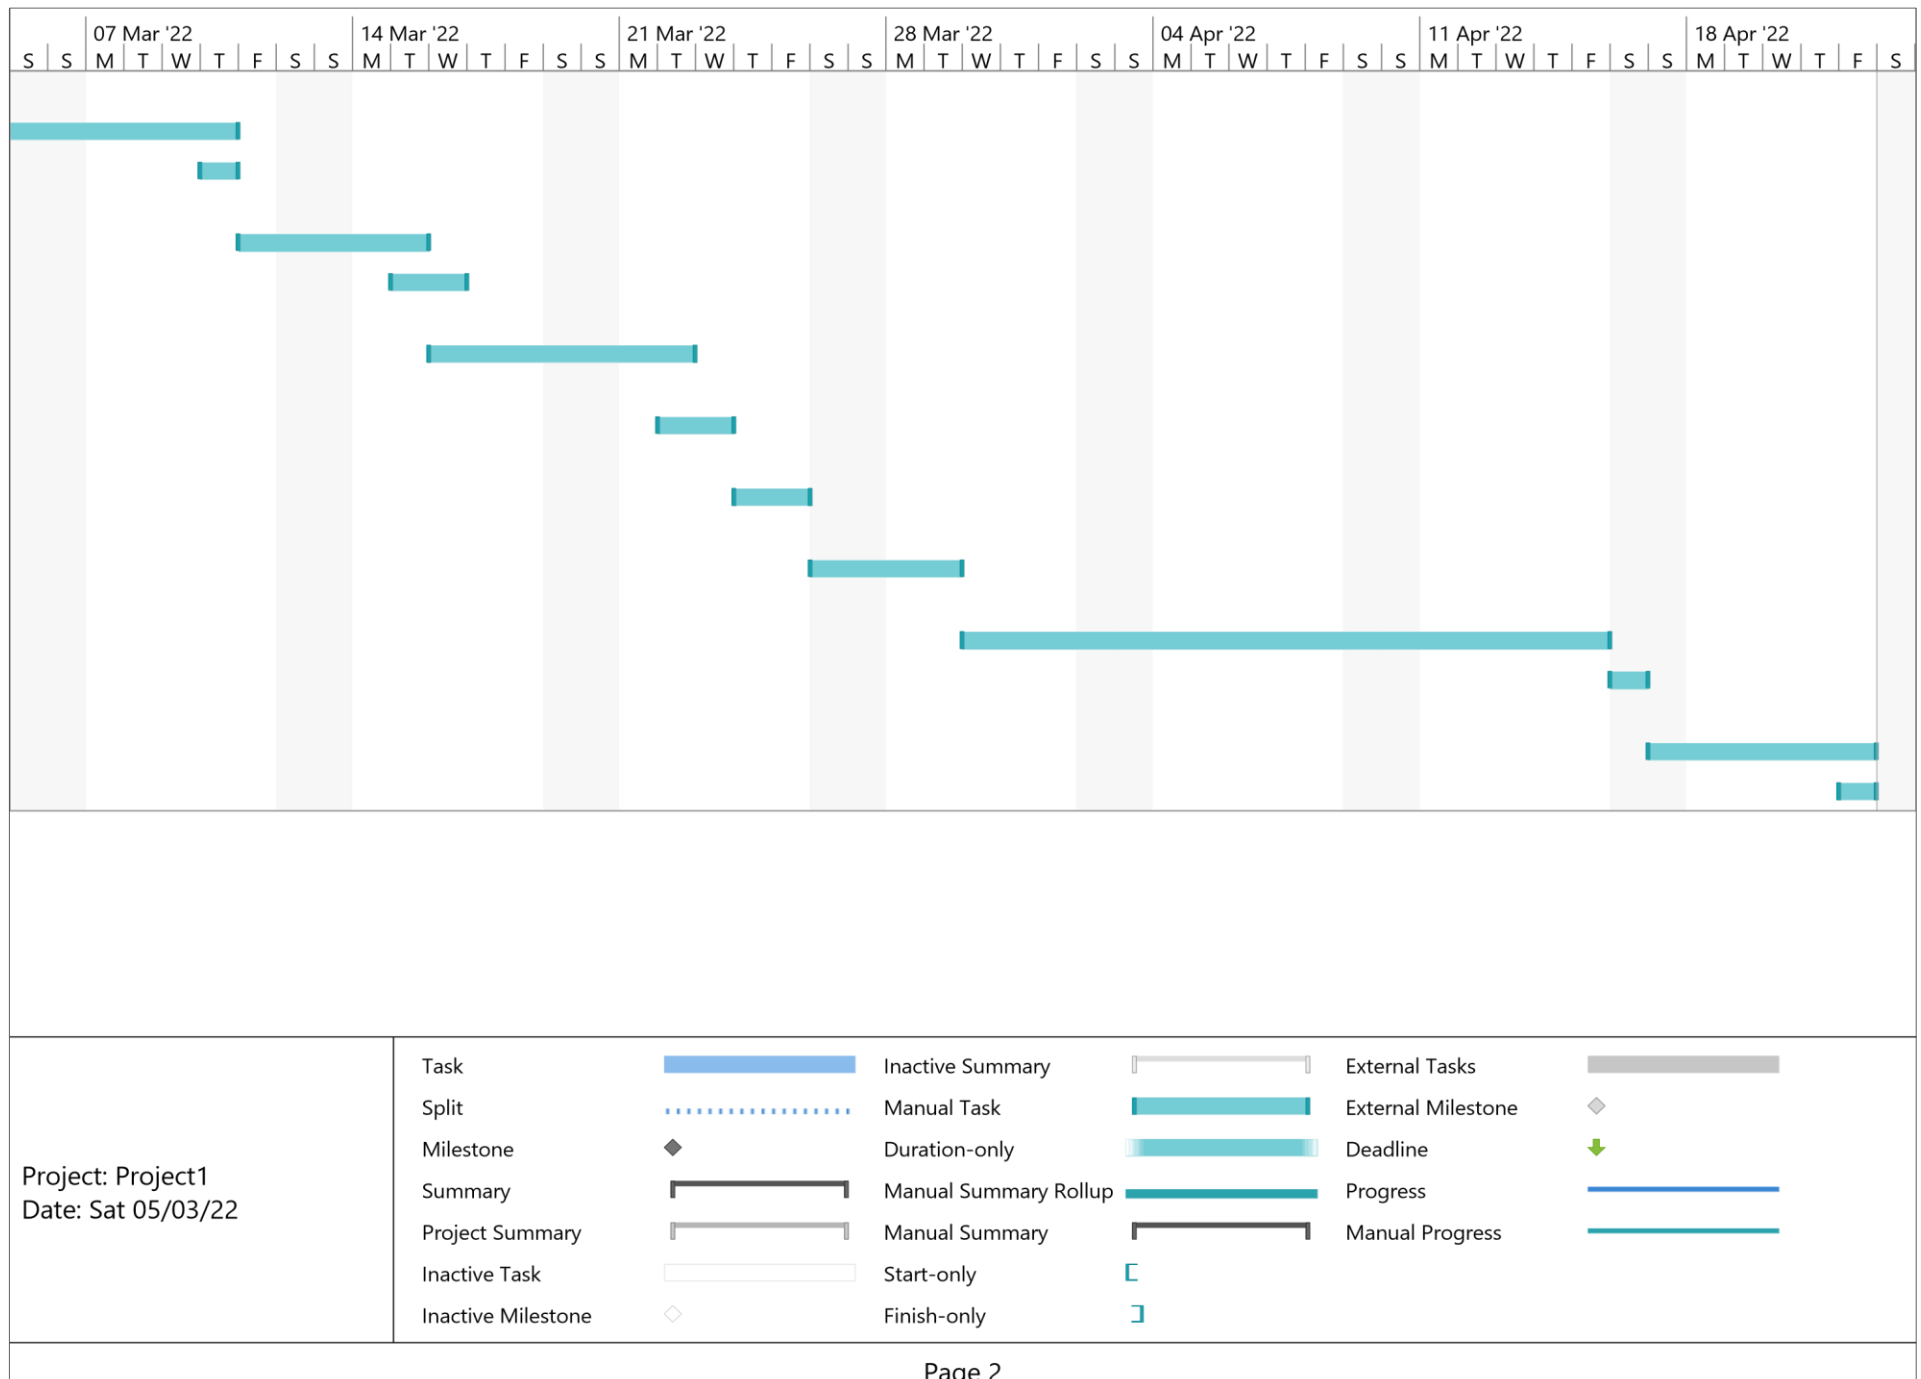 07 Mar '22 14 Mar '22 21 Mar '22 28 Mar '22 04 Apr '22 11 Apr '22 18 Apr '22
S S M T W T F S S M T W T F S S M T W T F S S M T W T F S S M T W T F S S M T W T F S S M T W T F S
Task Inactive Summary External Tasks
Split Manual Task External Milestone
Milestone Duration-only Deadline
Project: Project1
Date: Sat 05/03/22
Summary Manual Summary Rollup Progress
Project Summary Manual Summary Manual Progress
Inactive Task Start-only
Inactive Milestone Finish-only
Page 2